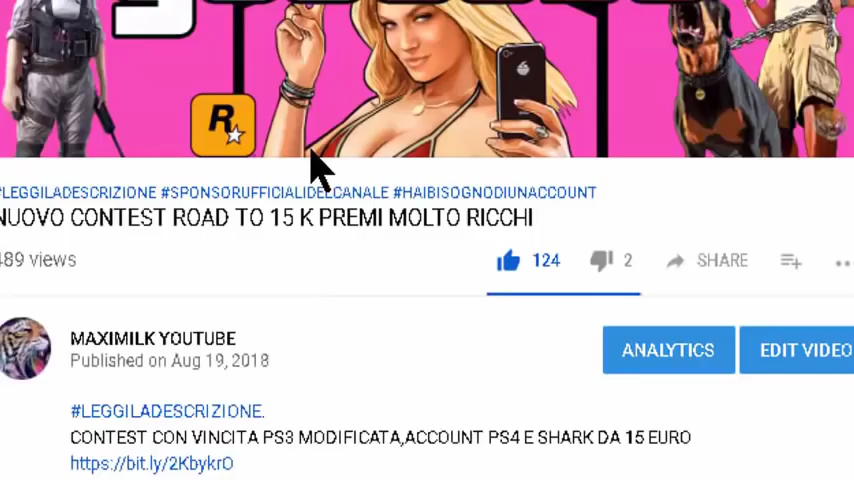 R
#LEGGILADESCRIZIONE #SPONSORUFFICIALIDELCANALE #HAIBISOGNODIUNACCOUNT
NUOVO CONTEST ROAD TO 15 K PREMI MOLTO RICCHI
489 views 124 2 SHARE
MAXIMILK YOUTUBE
Published on Aug 19, 2018
ANALYTICS EDIT VIDEO
#LEGGILADESCRIZIONE.
CONTEST CON VINCITA PS3 MODIFICATA,ACCOUNT PS4 E SHARK DA 15 EURO
https://bit.ly/2KbykrO